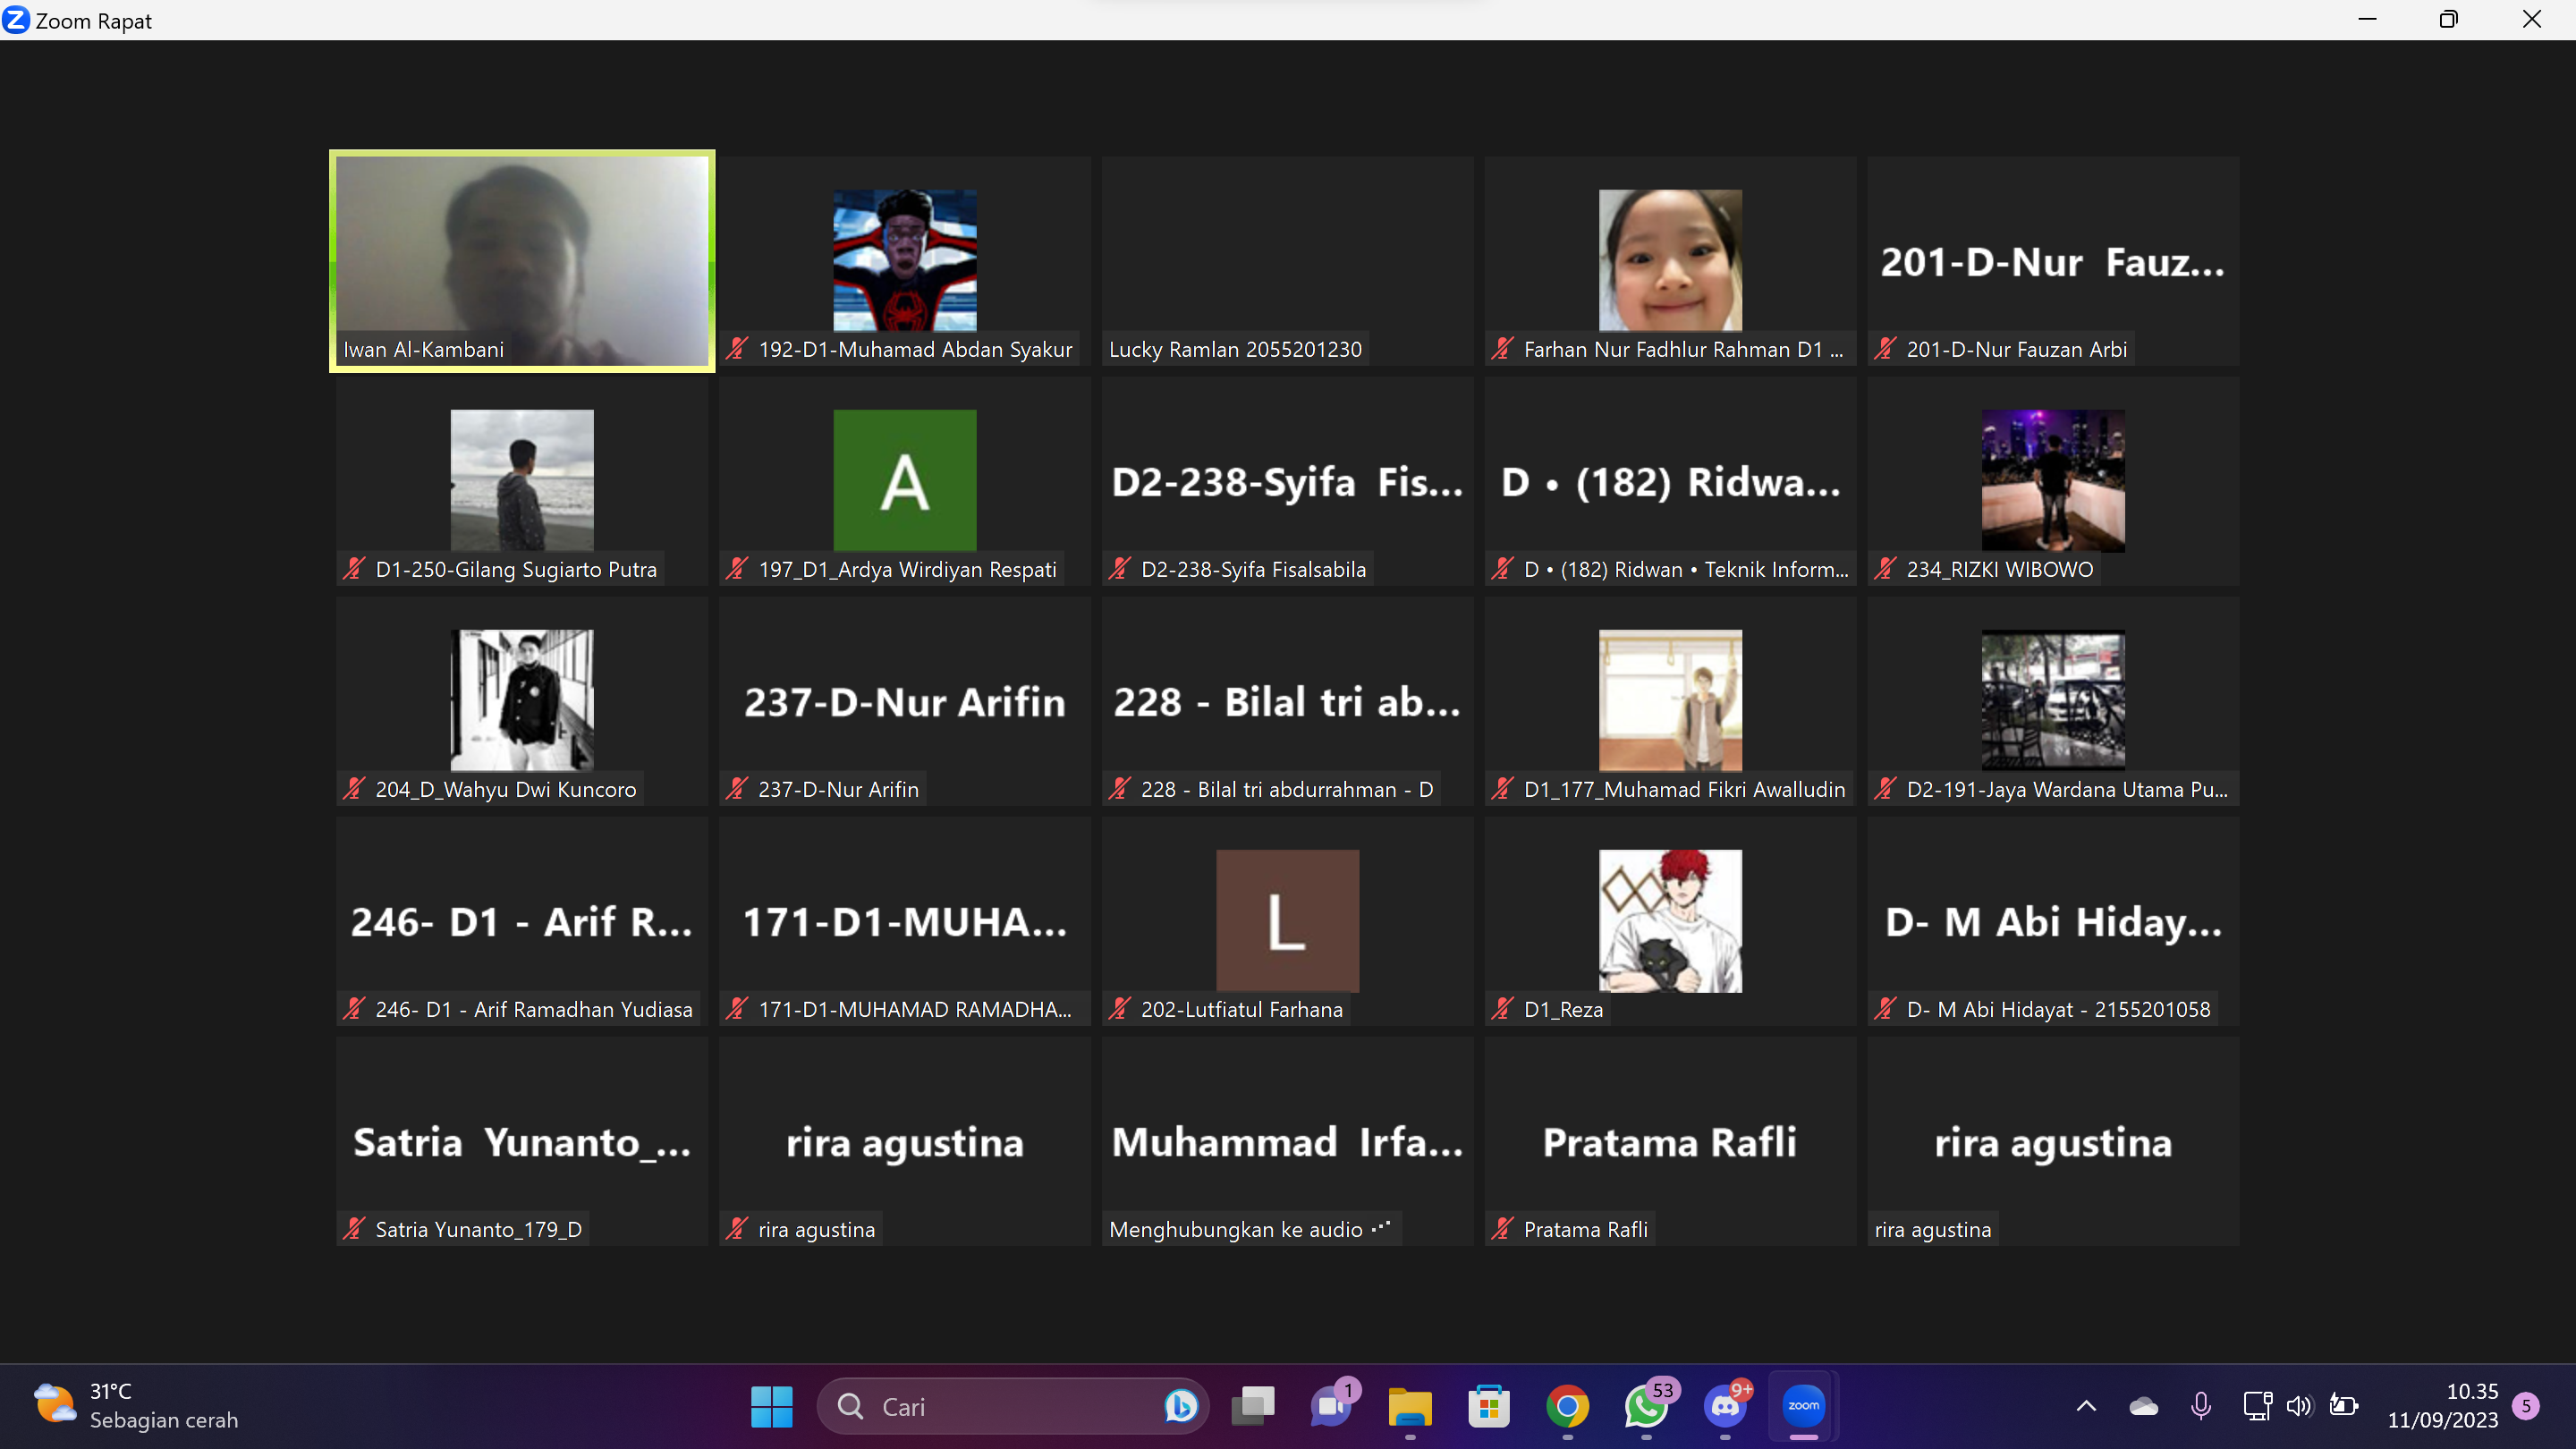 Zoom Rapat
Iwan Al-Kambani
192-D1-Muhamad Abdan Syakur
Lucky Ramlan 2055201230
Farhan Nur Fadhlur Rahman D1 ...
201-D-Nur Fauz...
201-D-Nur Fauzan Arbi
D1-250-Gilang Sugiarto Putra
A
197_D1_Ardya Wirdiyan Respati
D2-238-Syifa Fis...
D2-238-Syifa Fisalsabila
D • (182) Ridwa...
D • (182) Ridwan • Teknik Inform...
234_RIZKI WIBOWO
204_D_Wahyu Dwi Kuncoro
237-D-Nur Arifin
237-D-Nur Arifin
228 - Bilal tri ab...
228 - Bilal tri abdurrahman - D
D1_177_Muhamad Fikri Awalludin
D2-191-Jaya Wardana Utama Pu...
246- D1 - Arif R...
246- D1 - Arif Ramadhan Yudiasa
171-D1-MUHA...
171-D1-MUHAMAD RAMADHA...
L
202-Lutfiatul Farhana
D1_Reza
D- M Abi Hiday...
D- M Abi Hidayat - 2155201058
Satria Yunanto_...
Satria Yunanto_179_D
rira agustina
rira agustina
Muhammad Irfa...
Menghubungkan ke audio
Pratama Rafli
Pratama Rafli
rira agustina
rira agustina
31°C
Sebagian cerah
Cari
1
53
9+
zoom
10.35
11/09/2023
5